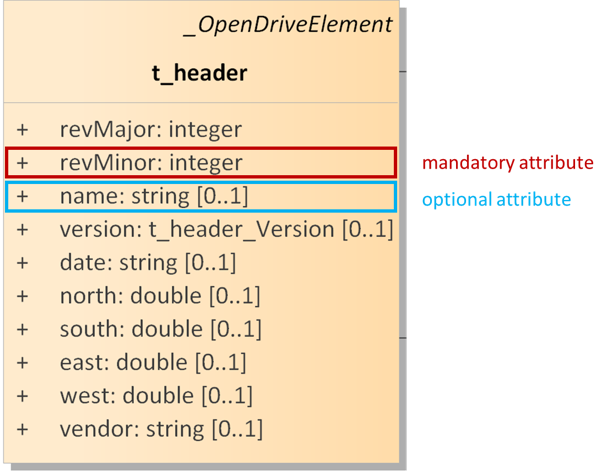 _OpenDriveElement
t_header
+ revMajor: integer
+ revMinor: integer
mandatory attribute
+ name: string [0..1]
optional attribute
+ version: t_header_Version [0..1]
+ date: string [0..1]
+ north: double [0..1]
+ south: double [0..1]
+ east: double [0..1]
+ west: double [0..1]
+ vendor: string [0..1]